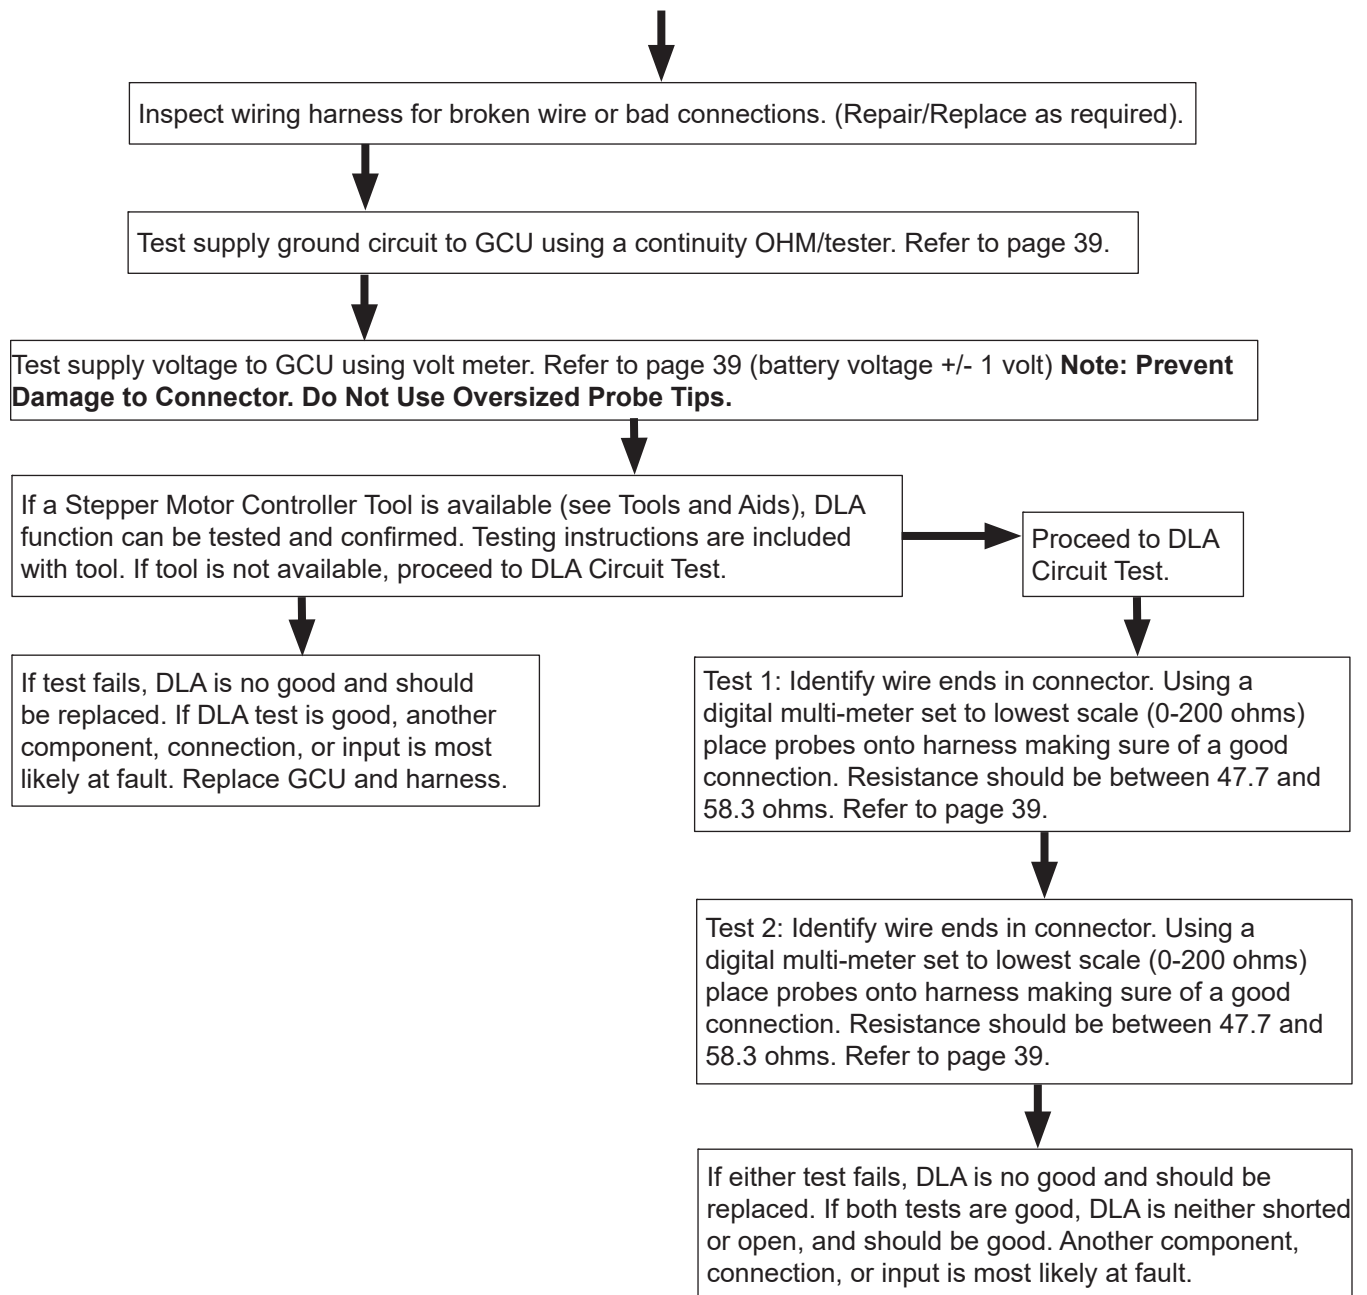 Inspect wiring harness for broken wire or bad connections. (Repair/Replace as required).
Test supply ground circuit to GCU using a continuity OHM/tester. Refer to page 39.
Test supply voltage to GCU using volt meter. Refer to page 39 (battery voltage +/- 1 volt) Note: Prevent
Damage to Connector. Do Not Use Oversized Probe Tips.
If a Stepper Motor Controller Tool is available (see Tools and Aids), DLA
function can be tested and confirmed. Testing instructions are included
with tool. If tool is not available, proceed to DLA Circuit Test.
Proceed to DLA
Circuit Test.
If test fails, DLA is no good and should
be replaced. If DLA test is good, another
component, connection, or input is most
likely at fault. Replace GCU and harness.
Test 1: Identify wire ends in connector. Using a
digital multi-meter set to lowest scale (0-200 ohms)
place probes onto harness making sure of a good
connection. Resistance should be between 47.7 and
58.3 ohms. Refer to page 39.
Test 2: Identify wire ends in connector. Using a
digital multi-meter set to lowest scale (0-200 ohms)
place probes onto harness making sure of a good
connection. Resistance should be between 47.7 and
58.3 ohms. Refer to page 39.
If either test fails, DLA is no good and should be
replaced. If both tests are good, DLA is neither shorted
or open, and should be good. Another component,
connection, or input is most likely at fault.